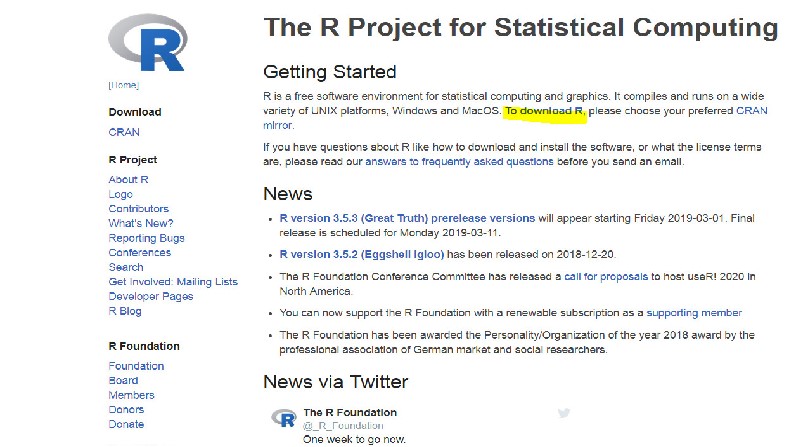 R
[Home]
Download
CRAN
R Project
About R
Logo
Contributors
What's New?
Reporting Bugs
Conferences
Search
Get Involved: Mailing Lists
Developer Pages
R Blog
R Foundation
Foundation
Board
Members
Donors
Donate
The R Project for Statistical Computing
Getting Started
R is a free software environment for statistical computing and graphics. It compiles and runs on a wide
variety of UNIX platforms, Windows and MacOS. To download R, please choose your preferred CRAN
mirror.
If you have questions about R like how to download and install the software, or what the license terms
are, please read our answers to frequently asked questions before you send an email.
News
• R version 3.5.3 (Great Truth) prerelease versions will appear starting Friday 2019-03-01. Final
release is scheduled for Monday 2019-03-11.
• R version 3.5.2 (Eggshell Igloo) has been released on 2018-12-20.
• The R Foundation Conference Committee has released a call for proposals to host useR! 2020 in
North America.
• You can now support the R Foundation with a renewable subscription as a supporting member
• The R Foundation has been awarded the Personality/Organization of the year 2018 award by the
professional association of German market and social researchers.
News via Twitter
R
The R Foundation
@_R_Foundation
One week to go now.